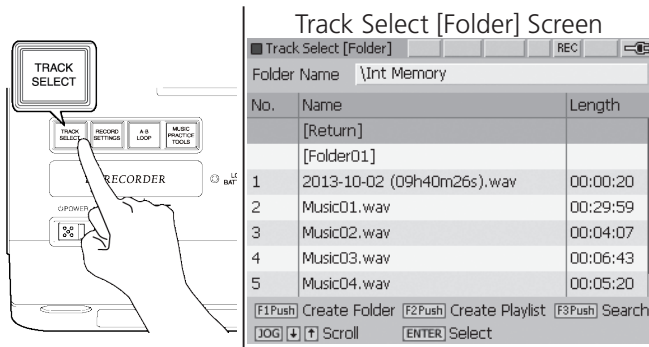 TRACK
SELECT
TRACK
SELECT
RECORD
SETTINGS
A-B
LOOP
MUSIC
PRACTICE
TOOLS
RECORDER
BAT
POWER
Track Select [Folder] Screen
Track Select [Folder] REC
Folder Name \Int Memory
No. Name Length
[Return]
[Folder01]
1 2013-10-02 (09h40m26s).wav 00:00:20
2 Music01.wav 00:29:59
3 Music02.wav 00:04:07
4 Music03.wav 00:06:43
5 Music04.wav 00:05:20
F1Push Create Folder F2Push Create Playlist F3Push Search
JOG ↓ ↑ Scroll ENTER Select